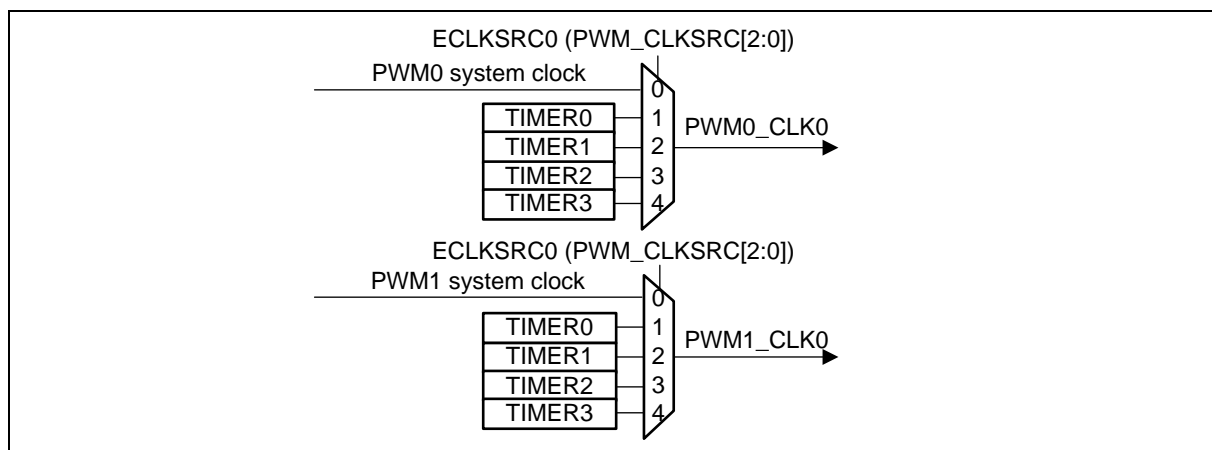 ECLKSRC0 (PWM_CLKSRC[2:0])
PWM0 system clock
0
TIMER0 1
PWM0_CLK0
TIMER1 2
TIMER2 3
TIMER3 4
ECLKSRC0 (PWM_CLKSRC[2:0])
PWM1 system clock
0
TIMER0 1
PWM1_CLK0
TIMER1 2
TIMER2 3
TIMER3 4